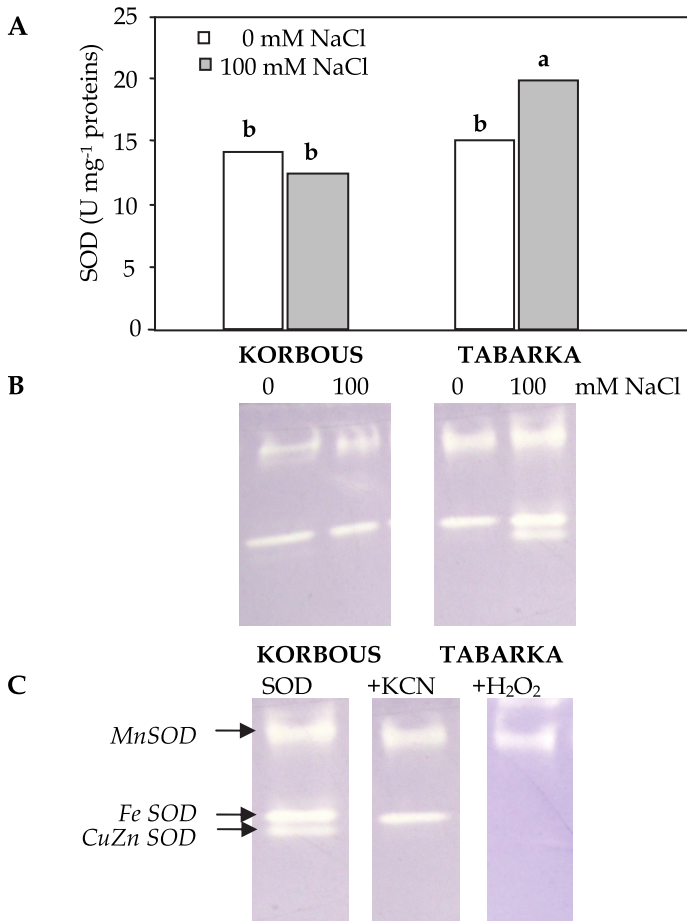 A
25
20
15
10
5
0
SOD (U mg-1 proteins)
0 mM NaCl
100 mM NaCl
b
b
b
a
KORBOUS TABARKA
B
0 100 0 100 mM NaCl
KORBOUS TABARKA
C
SOD +KCN +H2O2
MnSOD
Fe SOD
CuZn SOD